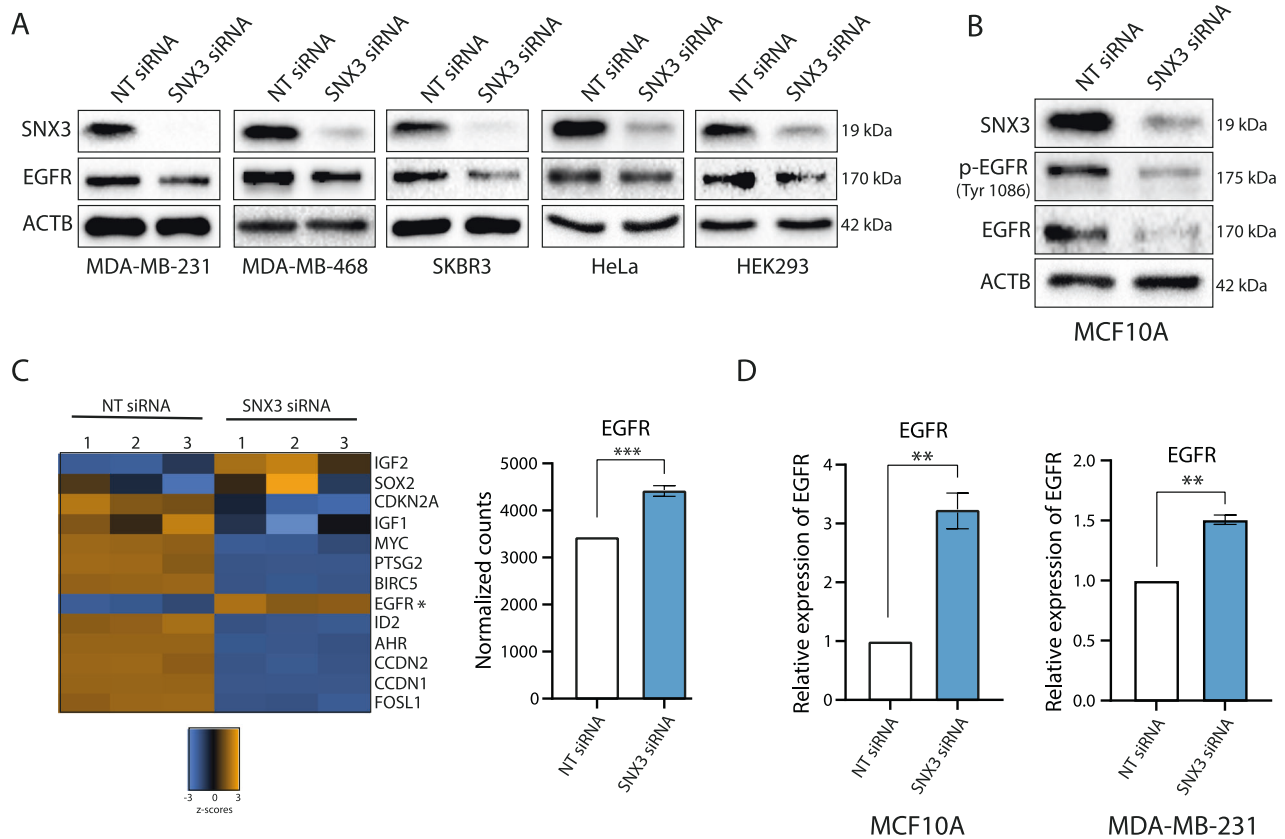 A
NT siRNA SNX3 siRNA NT siRNA SNX3 siRNA NT siRNA SNX3 siRNA NT siRNA SNX3 siRNA NT siRNA SNX3 siRNA
SNX3 19 kDa
EGFR 170 kDa
ACTB 42 kDa
MDA-MB-231 MDA-MB-468 SKBR3 HeLa HEK293
B
NT siRNA SNX3 siRNA
SNX3 19 kDa
p-EGFR
(Tyr 1086) 175 kDa
EGFR 170 kDa
ACTB 42 kDa
MCF10A
C
NT siRNA SNX3 siRNA
1 2 3 1 2 3
IGF2
SOX2
CDKN2A
IGF1
MYC
PTSG2
BIRC5
EGFR *
ID2
AHR
CCDN2
CCDN1
FOSL1
-3 0 3
z-scores
EGFR
***
Normalized counts
5000
4000
3000
2000
1000
0
NT siRNA
SNX3 siRNA
D
EGFR
**
Relative expression of EGFR
4
3
2
1
0
NT siRNA
SNX3 siRNA
MCF10A
EGFR
**
Relative expression of EGFR
2.0
1.5
1.0
0.5
0.0
NT siRNA
SNX3 siRNA
MDA-MB-231